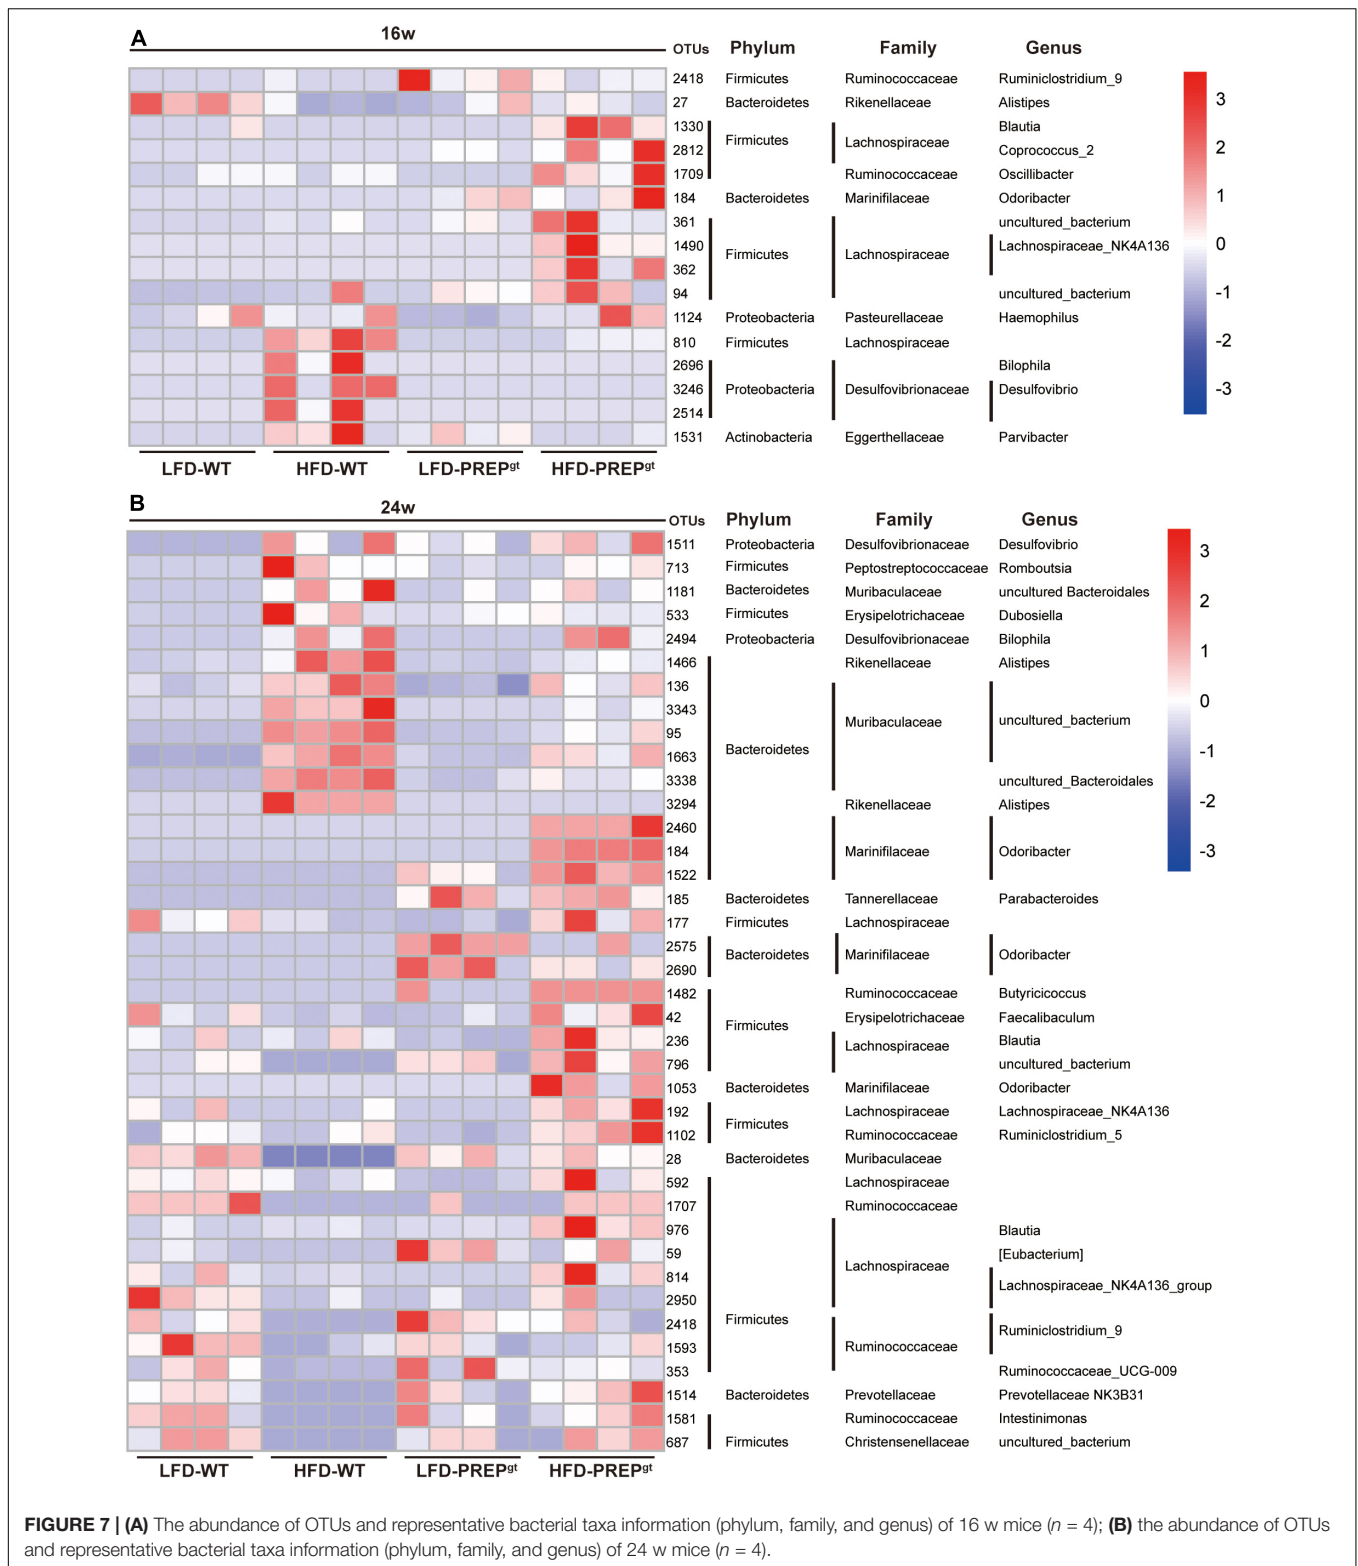 A
16w
OTUs Phylum Family Genus
2418 Firmicutes Ruminococcaceae Ruminiclostridium_9
27 Bacteroidetes Rikenellaceae Alistipes
1330 Blautia
Firmicutes Lachnospiraceae
2812 Coprococcus_2
1709 Ruminococcaceae Oscillibacter
184 Bacteroidetes Marinifilaceae Odoribacter
361 uncultured_bacterium
1490 Lachnospiraceae_NK4A136
Firmicutes Lachnospiraceae
362
94 uncultured_bacterium
1124 Proteobacteria Pasteurellaceae Haemophilus
810 Firmicutes Lachnospiraceae
2696 Bilophila
3246 Proteobacteria Desulfovibrionaceae Desulfovibrio
2514
1531 Actinobacteria Eggerthellaceae Parvibacter
LFD-WT HFD-WT LFD-PREPgt HFD-PREPgt
3
2
1
0
-1
-2
-3
B
24w
OTUs Phylum Family Genus
1511 Proteobacteria Desulfovibrionaceae Desulfovibrio
713 Firmicutes Peptostreptococcaceae Romboutsia
1181 Bacteroidetes Muribaculaceae uncultured Bacteroidales
533 Firmicutes Erysipelotrichaceae Dubosiella
2494 Proteobacteria Desulfovibrionaceae Bilophila
1466 Rikenellaceae Alistipes
136
3343
Muribaculaceae uncultured_bacterium
95
Bacteroidetes
1663
3338 uncultured_Bacteroidales
3294 Rikenellaceae Alistipes
2460
184 Marinifilaceae Odoribacter
1522
185 Bacteroidetes Tannerellaceae Parabacteroides
177 Firmicutes Lachnospiraceae
2575
Bacteroidetes Marinifilaceae Odoribacter
2690
1482 Ruminococcaceae Butyricicoccus
42 Erysipelotrichaceae Faecalibaculum
Firmicutes
236 Blautia
Lachnospiraceae
796 uncultured_bacterium
1053 Bacteroidetes Marinifilaceae Odoribacter
192 Lachnospiraceae Lachnospiraceae_NK4A136
Firmicutes
1102 Ruminococcaceae Ruminiclostridium_5
28 Bacteroidetes Muribaculaceae
592 Lachnospiraceae
1707 Ruminococcaceae
976 Blautia
59 [Eubacterium]
Lachnospiraceae
814
Lachnospiraceae_NK4A136_group
2950
2418 Firmicutes
Ruminiclostridium_9
1593 Ruminococcaceae
353 Ruminococcaceae_UCG-009
1514 Bacteroidetes Prevotellaceae Prevotellaceae NK3B31
1581 Ruminococcaceae Intestinimonas
687 Firmicutes Christensenellaceae uncultured_bacterium
LFD-WT HFD-WT LFD-PREPgt HFD-PREPgt
3
2
1
0
-1
-2
-3
FIGURE 7 | (A) The abundance of OTUs and representative bacterial taxa information (phylum, family, and genus) of 16 w mice (n = 4); (B) the abundance of OTUs
and representative bacterial taxa information (phylum, family, and genus) of 24 w mice (n = 4).